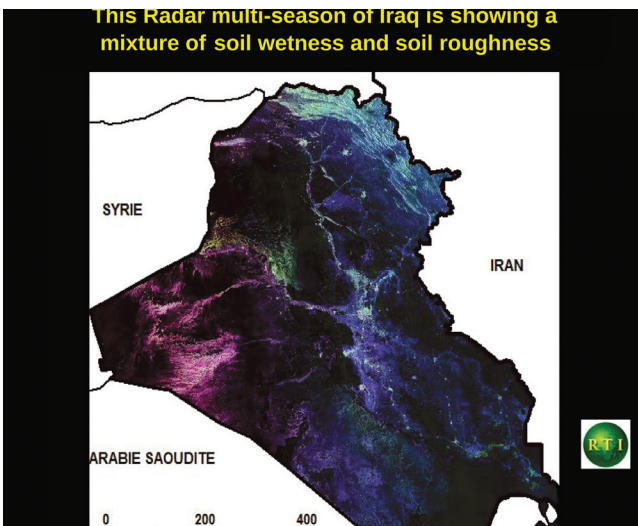 This Radar multi-season of Iraq is showing a
mixture of soil wetness and soil roughness
SYRIE
IRAN
RTI
ARABIE SAOUDITE
0 200 400